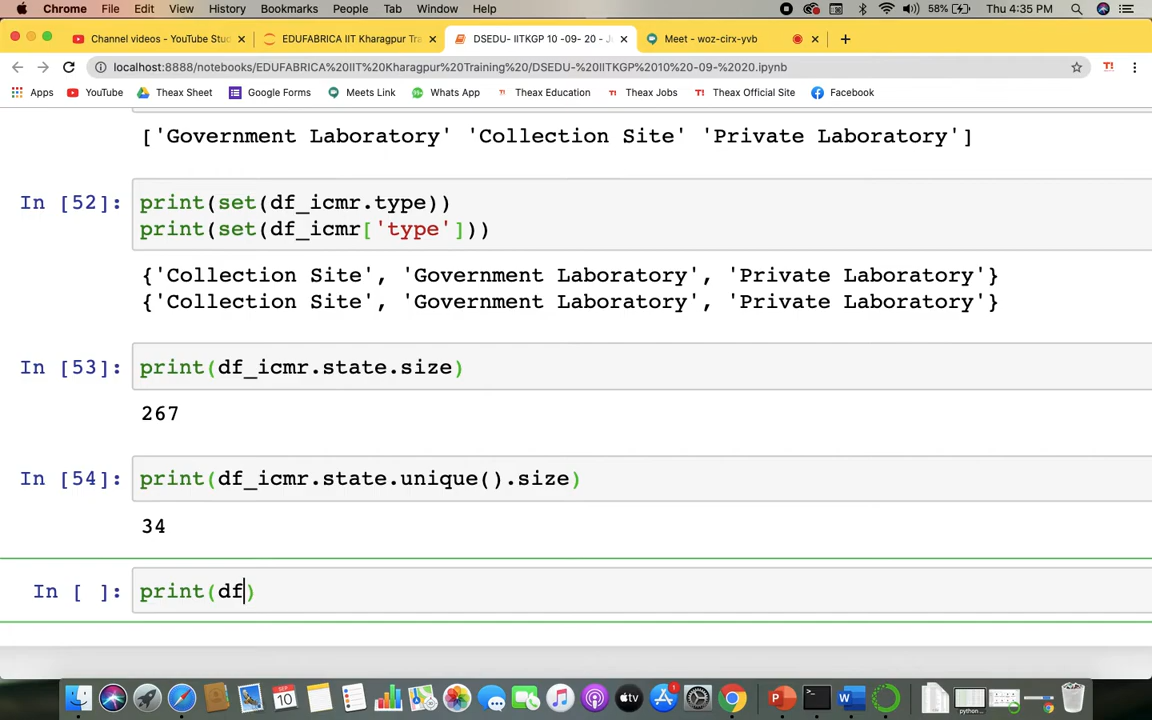 Chrome File Edit View History Bookmarks People Tab Window Help 58% Thu 4:35 PM
Channel videos - YouTube Stu EDUFABRICA IIT Kharagpur Tra DSEDU- IITKGP 10 -09- 20 - J Meet - woz-cirx-yvb
localhost:8888/notebooks/EDUFABRICA%20IIT%20Kharagpur%20Training%20/DSEDU-%20IITKGP%2010%20-09-%2020.ipynb
Apps YouTube Theax Sheet Google Forms Meets Link Whats App Theax Education Theax Jobs Theax Official Site Facebook
['Government Laboratory' 'Collection Site' 'Private Laboratory']
In [52]: print(set(df_icmr.type))
print(set(df_icmr['type']))
{'Collection Site', 'Government Laboratory', 'Private Laboratory'}
{'Collection Site', 'Government Laboratory', 'Private Laboratory'}
In [53]: print(df_icmr.state.size)
267
In [54]: print(df_icmr.state.unique().size)
34
In [ ]: print(df)